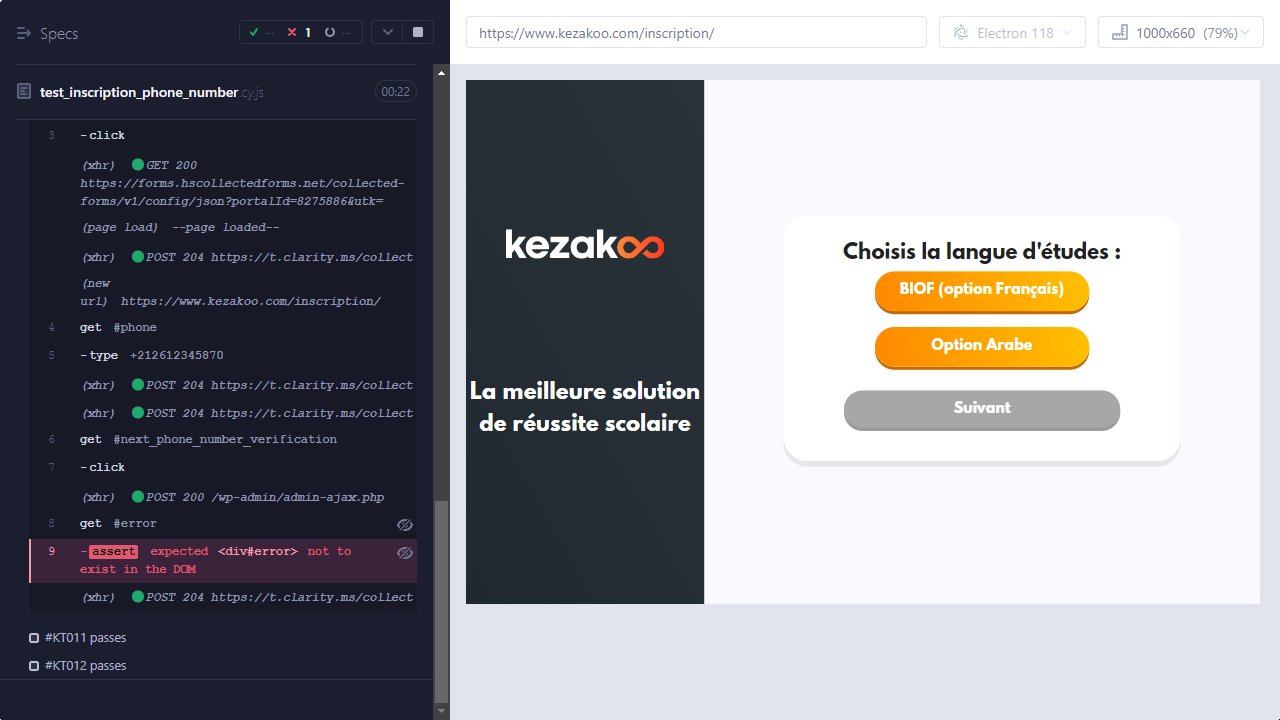 Specs
-- 1 --
test_inscription_phone_number.cy.js 00:22
3 -click
(xhr) GET 200
https://forms.hscollectedforms.net/collected-
forms/v1/config/json?portalId=8275886&utk=
(page load) --page loaded--
(xhr) POST 204 https://t.clarity.ms/collect
(new
url) https://www.kezakoo.com/inscription/
4 get #phone
5 -type +212612345870
(xhr) POST 204 https://t.clarity.ms/collect
(xhr) POST 204 https://t.clarity.ms/collect
6 get #next_phone_number_verification
7 -click
(xhr) POST 200 /wp-admin/admin-ajax.php
8 get #error
9 -assert expected <div#error> not to
exist in the DOM
(xhr) POST 204 https://t.clarity.ms/collect
#KT011 passes
#KT012 passes
https://www.kezakoo.com/inscription/
Electron 118
1000x660 (79%)
kezakoo
La meilleure solution
de réussite scolaire
Choisis la langue d'études :
BIOF (option Français)
Option Arabe
Suivant